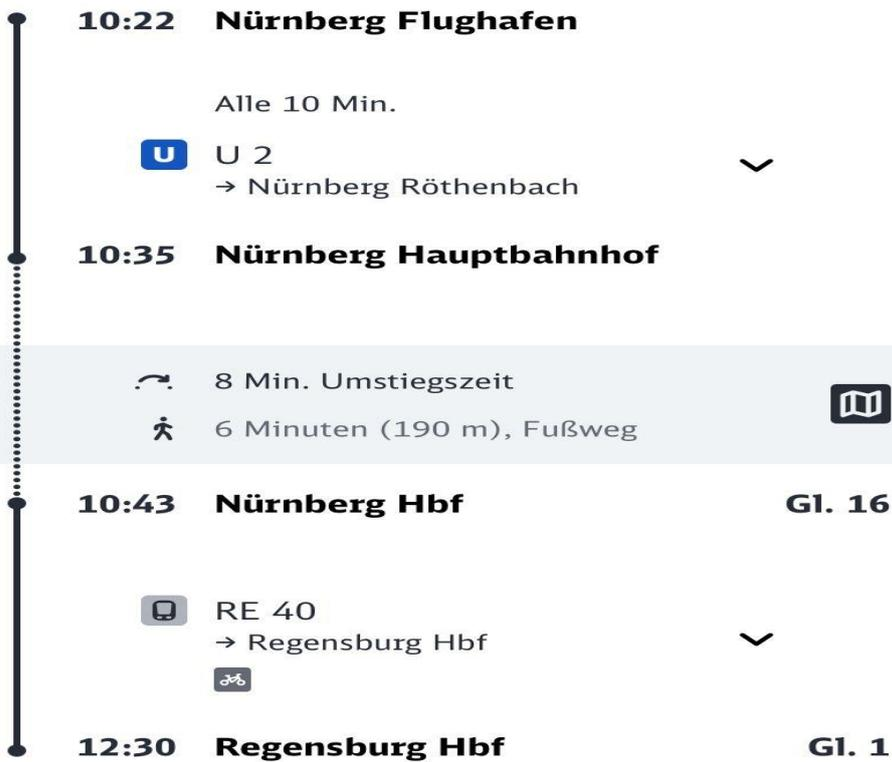 10:22 Nürnberg Flughafen
Alle 10 Min.
U U 2
→ Nürnberg Röthenbach
10:35 Nürnberg Hauptbahnhof
8 Min. Umstiegszeit
6 Minuten (190 m), Fußweg
10:43 Nürnberg Hbf Gl. 16
RE 40
→ Regensburg Hbf
12:30 Regensburg Hbf Gl. 1